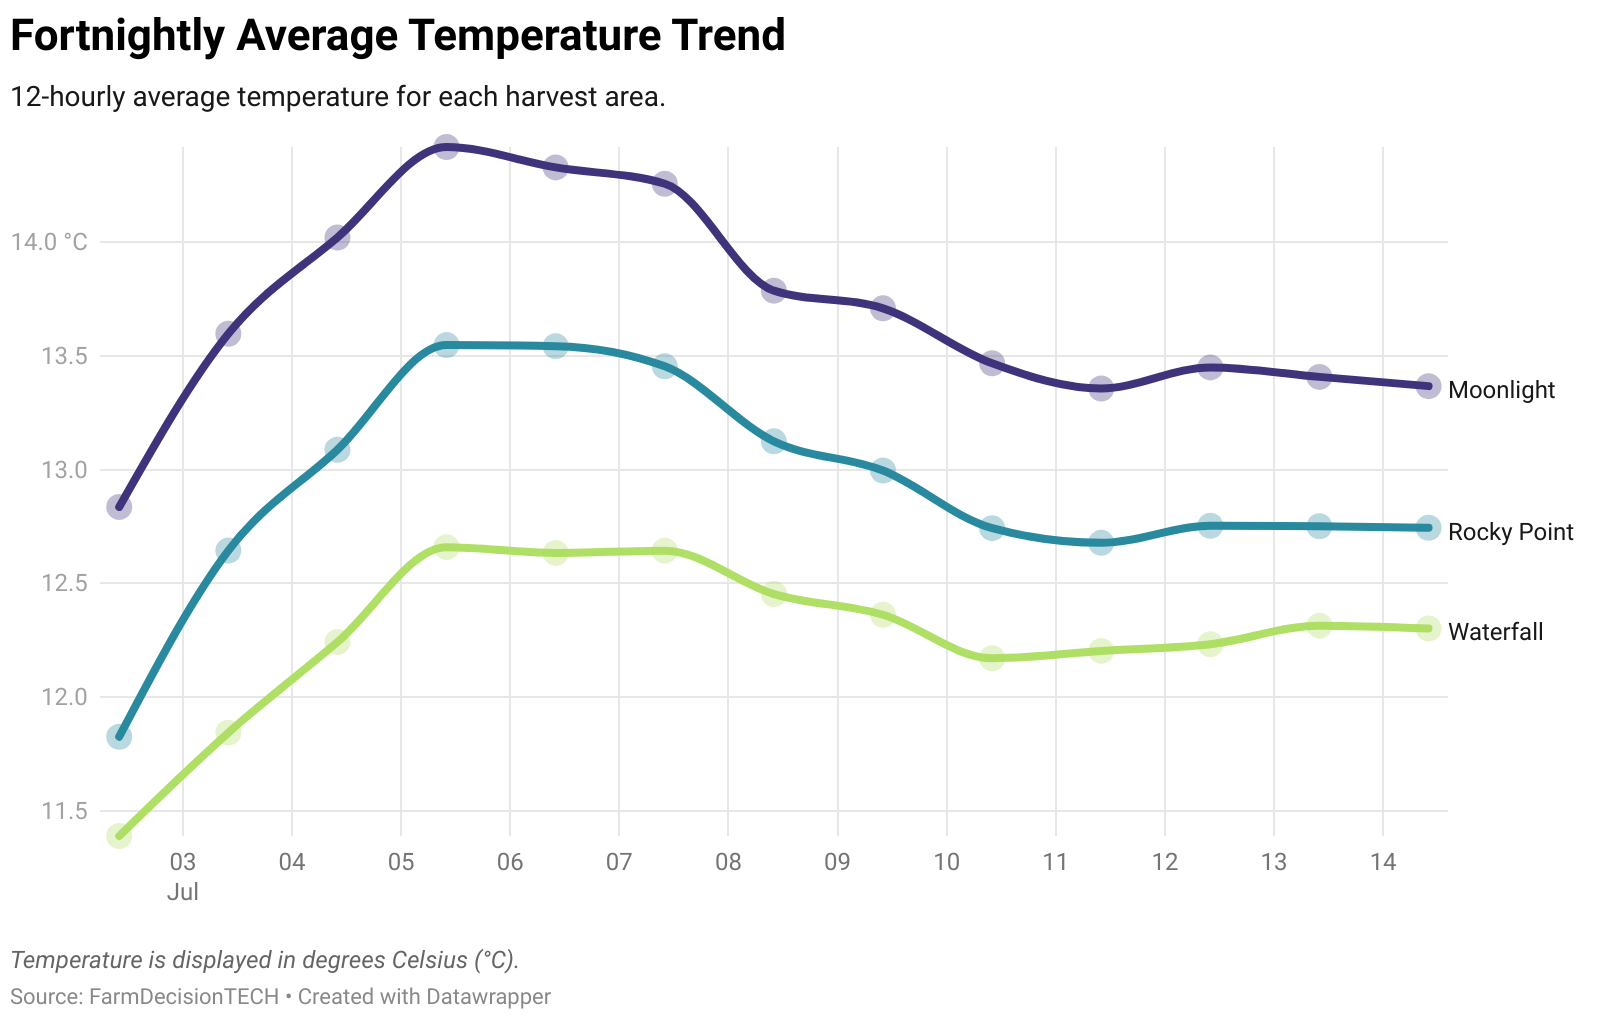 Fortnightly Average Temperature Trend
12-hourly average temperature for each harvest area.
14.0 °C
13.5
13.0
12.5
12.0
11.5
Moonlight
Rocky Point
Waterfall
03 04 05 06 07 08 09 10 11 12 13 14
Jul
Temperature is displayed in degrees Celsius (°C).
Source: FarmDecisionTECH • Created with Datawrapper